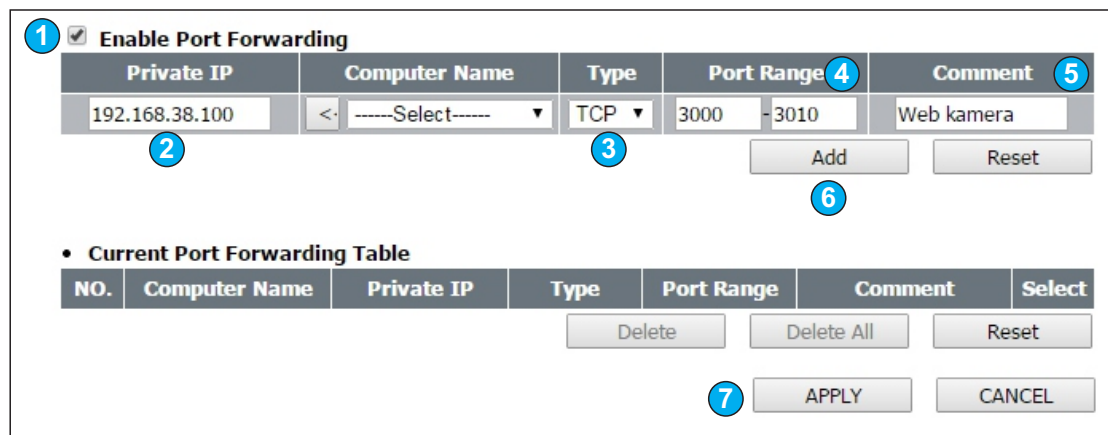 1 Enable Port Forwarding
Private IP Computer Name Type Port Range 4 Comment 5
192.168.38.100 < ------Select------ TCP 3000 - 3010 Web kamera
2 3
Add Reset
6
• Current Port Forwarding Table
NO. Computer Name Private IP Type Port Range Comment Select
Delete Delete All Reset
7 APPLY CANCEL